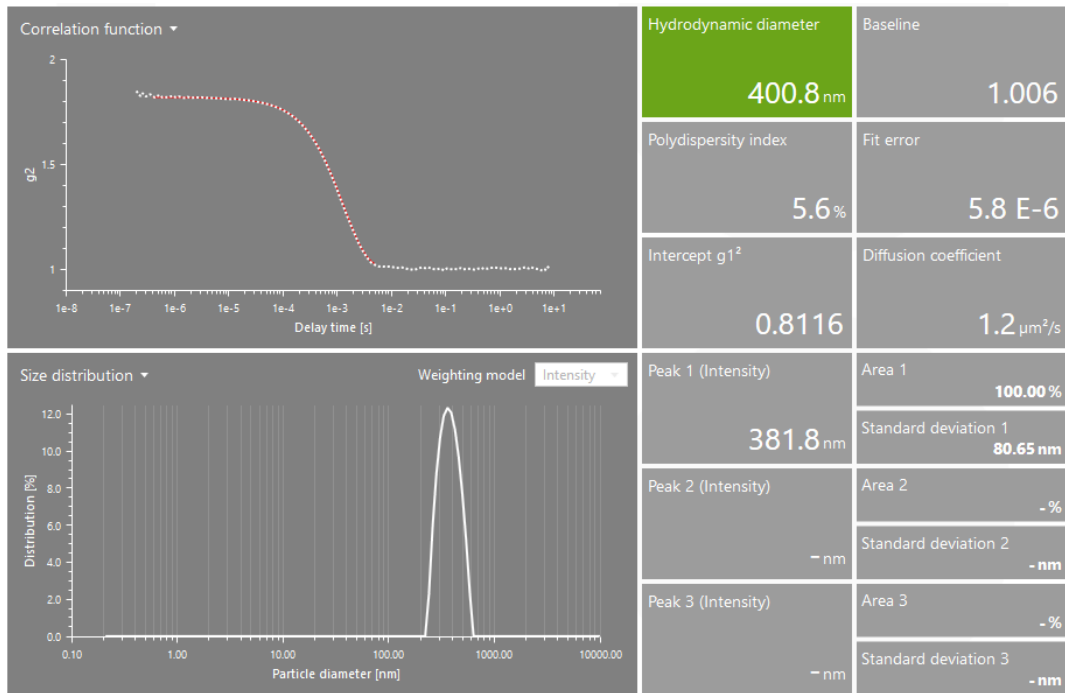 Correlation function
2
1.5
1
g2
1e-8 1e-7 1e-6 1e-5 1e-4 1e-3 1e-2 1e-1 1e+0 1e+1
Delay time [s]
Size distribution
Weighting model Intensity
12.0
10.0
8.0
6.0
4.0
2.0
0.0
Distribution [%]
0.10 1.00 10.00 100.00 1000.00 10000.00
Particle diameter [nm]
Hydrodynamic diameter
400.8 nm
Baseline
1.006
Polydispersity index
5.6 %
Fit error
5.8 E-6
Intercept g1²
0.8116
Diffusion coefficient
1.2 µm²/s
Peak 1 (Intensity)
381.8 nm
Area 1
100.00 %
Standard deviation 1
80.65 nm
Peak 2 (Intensity)
– nm
Area 2
- %
Standard deviation 2
- nm
Peak 3 (Intensity)
– nm
Area 3
- %
Standard deviation 3
- nm